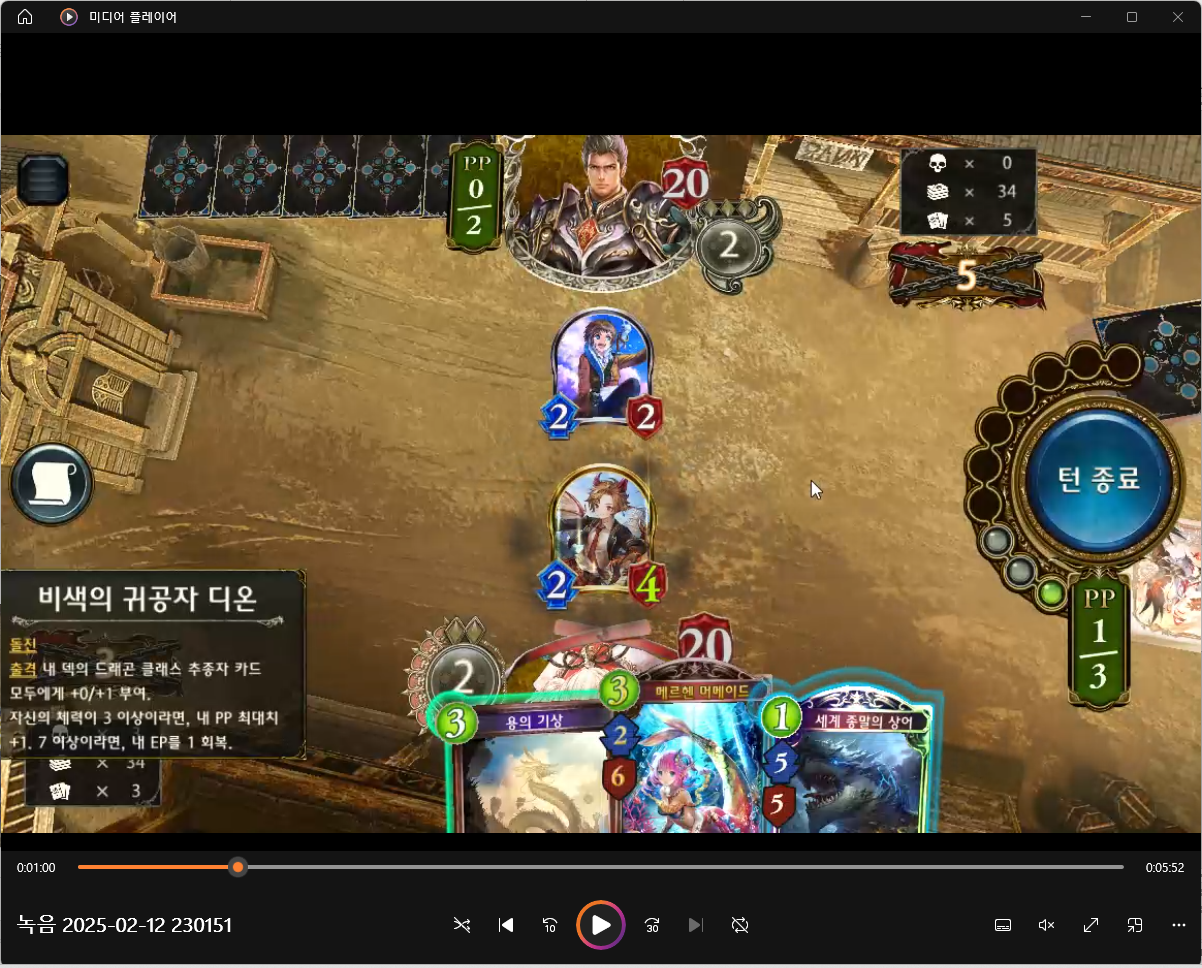 미디어 플레이어
PP
0
2
20
2
× 0
× 34
× 5
5
2 2
턴 종료
2 4
비색의 귀공자 디온
돌진
출격 내 덱의 드래곤 클래스 추종자 카드
모두에게 +0/+1 부여.
자신의 체력이 3 이상이라면, 내 PP 최대치
+1. 7 이상이라면, 내 EP를 1 회복.
× 34
× 3
2
20
PP
1
3
3 용의 기상
3 메르헨 머메이드
2
6
1 세계 종말의 상어
5
5
0:01:00
0:05:52
녹음 2025-02-12 230151
10
30